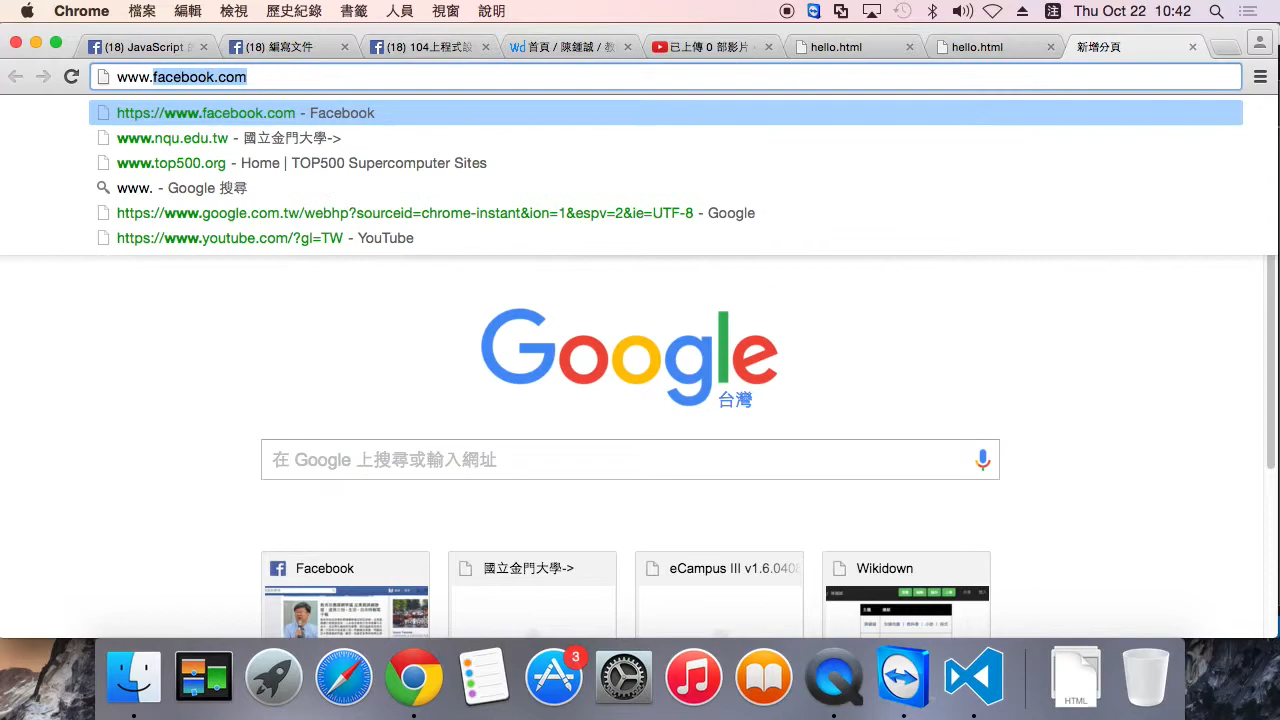 Chrome 檔案 編輯 檢視 歷史紀錄 書籤 人員 視窗 說明 注 Thu Oct 22 10:42
(18) JavaScript 的
(18) 編寫文件
(18) 104上程式設
Wd 首頁 / 陳鍾誠 / 教
已上傳 0 部影片 -
hello.html
hello.html
新增分頁
www.facebook.com
https://www.facebook.com - Facebook
www.nqu.edu.tw - 國立金門大學->
www.top500.org - Home | TOP500 Supercomputer Sites
www. - Google 搜尋
https://www.google.com.tw/webhp?sourceid=chrome-instant&ion=1&espv=2&ie=UTF-8 - Google
https://www.youtube.com/?gl=TW - YouTube
Google
台灣
在 Google 上搜尋或輸入網址
Facebook
國立金門大學->
eCampus III v1.6.0408
Wikidown
3
HTML